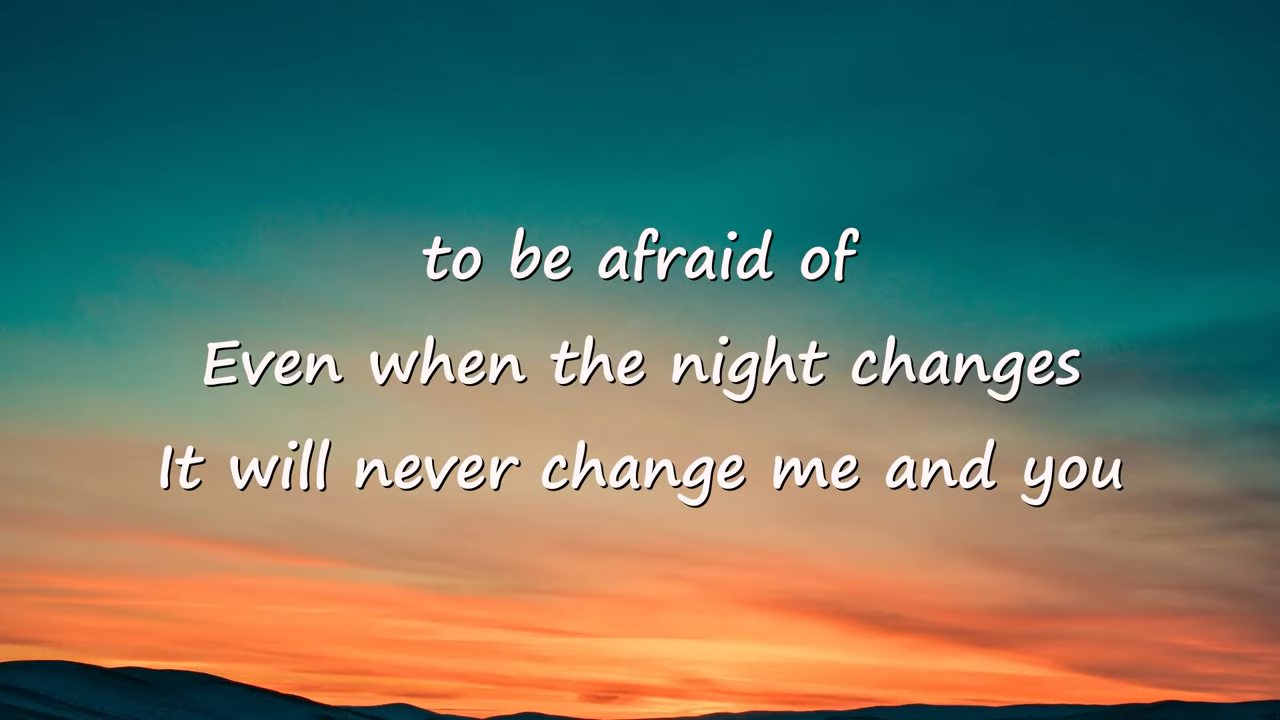 to be afraid of
Even when the night changes
It will never change me and you